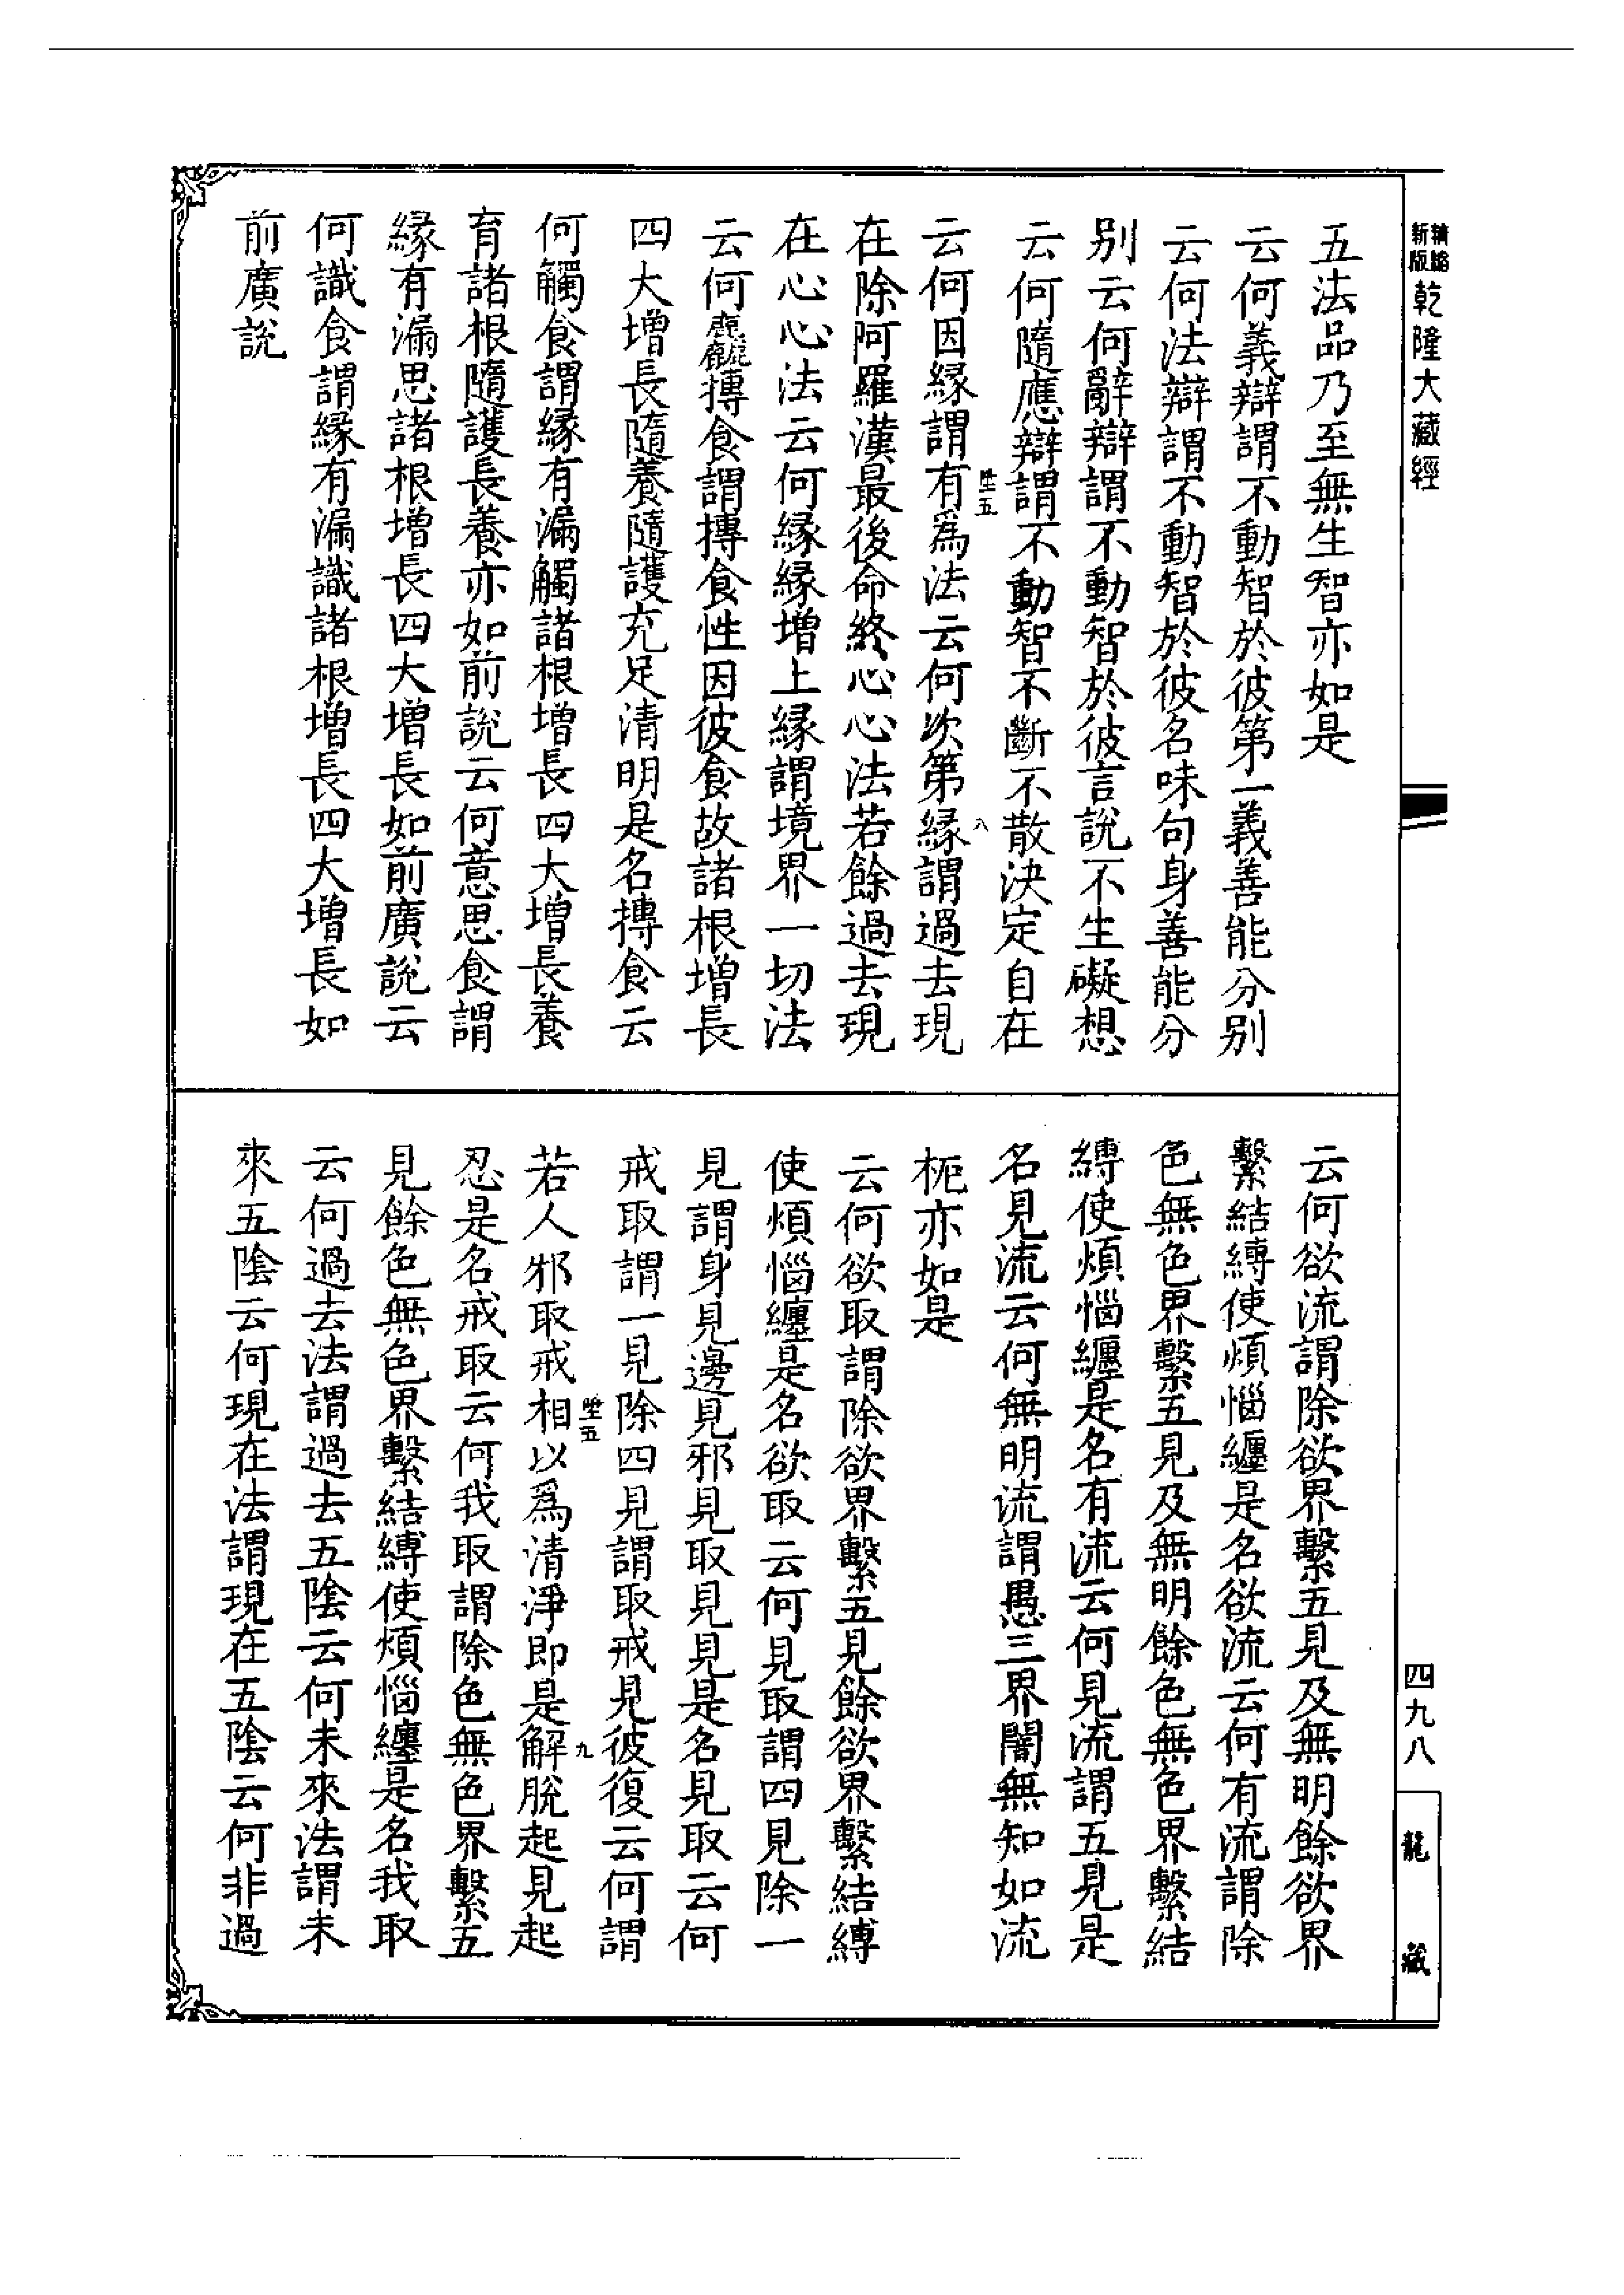 新版
乾隆大藏經
五法品乃至無生智亦如是
云何義辯謂不動智於彼第一義善能分别
云何法辯謂不動智於彼名味句身善能分
别云何辭辯謂不動智於彼言說不生礙想
云何隨應辯謂不動智不斷不散決定自在
陞五
八
云何因緣謂有爲法云何次第緣謂過去現
在除阿羅漢最後命終心心法若餘過去現
在心心法云何緣緣增上緣謂境界一切法
云何麤摶食謂摶食性因彼食故諸根增長
四大增長隨養隨護充足清明是名摶食云
何觸食謂緣有漏觸諸根增長四大增長養
育諸根隨護長養亦如前說云何意思食謂
緣有漏思諸根增長四大增長如前廣說云
何識食謂緣有漏識諸根增長四大增長如
前廣說
云何欲流謂除欲界繫五見及無明餘欲界
繫結縛使煩惱纏是名欲流云何有流謂除
色無色界繫五見及無明餘色無色界繫結
縛使煩惱纏是名有流云何見流謂五見是
名見流云何無明流謂愚三界闇無知如流
枙亦如是
云何欲取謂除欲界繫五見餘欲界繫結縛
使煩惱纏是名欲取云何見取謂四見除一
見謂身見邊見邪見取見見是名見取云何
戒取謂一見除四見謂取戒見彼復云何謂
陞五
九
若人邪取戒相以爲清淨即是解脫起見起
忍是名戒取云何我取謂除色無色界繫五
見餘色無色界繫結縛使煩惱纏是名我取
云何過去法謂過去五陰云何未來法謂未
來五陰云何現在法謂現在五陰云何非過
四九八
龍藏